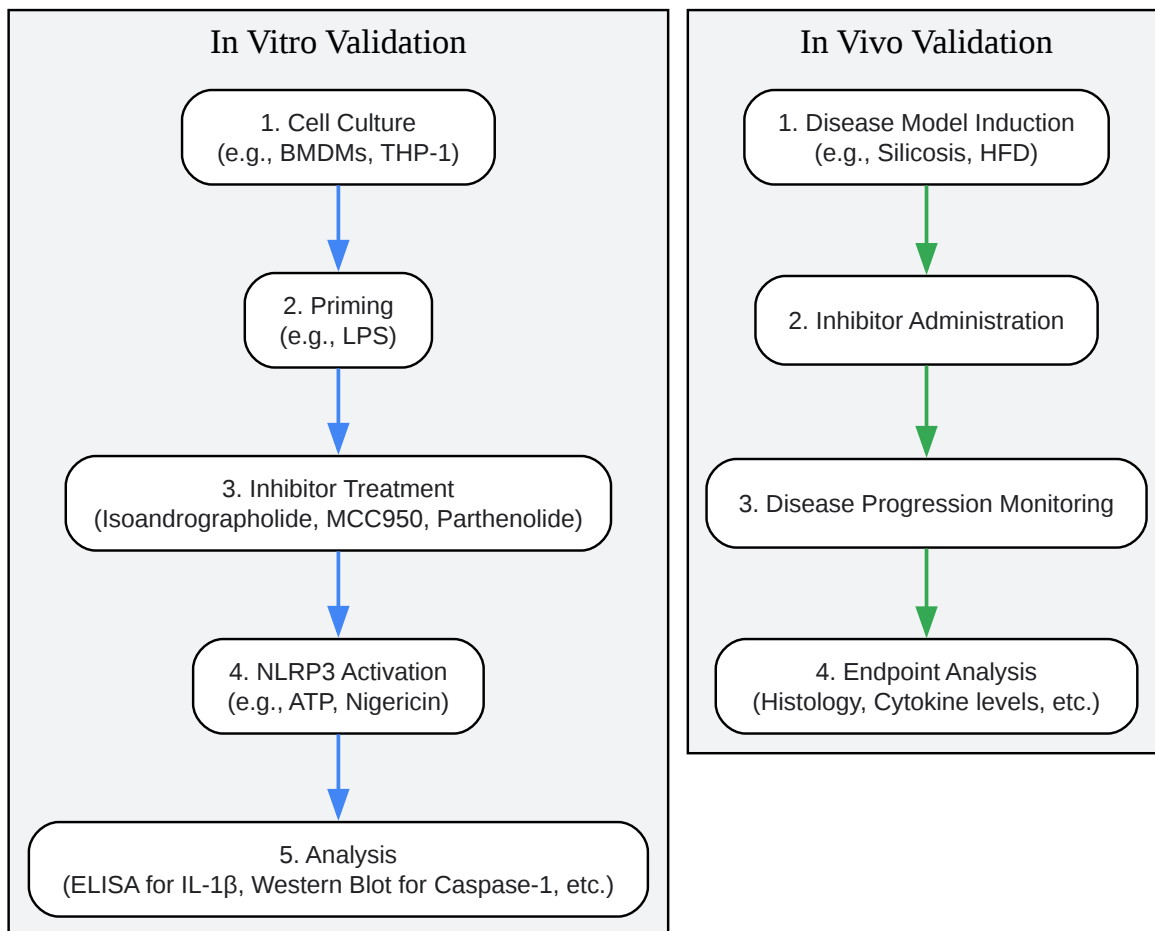 In Vitro Validation
1. Cell Culture
(e.g., BMDMs, THP-1)
2. Priming
(e.g., LPS)
3. Inhibitor Treatment
(Isoandrographolide, MCC950, Parthenolide)
4. NLRP3 Activation
(e.g., ATP, Nigericin)
5. Analysis
(ELISA for IL-1β, Western Blot for Caspase-1, etc.)
In Vivo Validation
1. Disease Model Induction
(e.g., Silicosis, HFD)
2. Inhibitor Administration
3. Disease Progression Monitoring
4. Endpoint Analysis
(Histology, Cytokine levels, etc.)